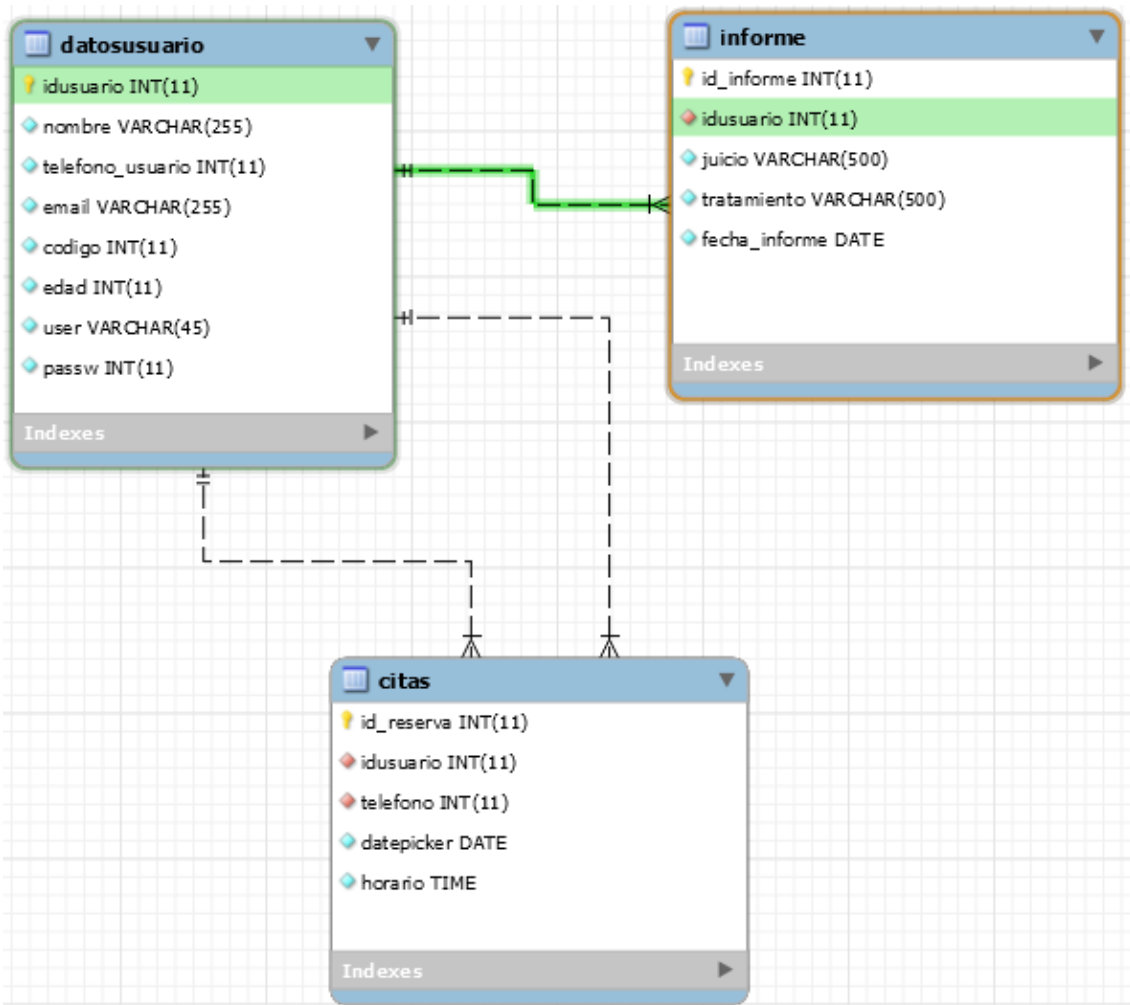 datosusuario
idusuario INT(11)
nombre VARCHAR(255)
telefono_usuario INT(11)
email VARCHAR(255)
codigo INT(11)
edad INT(11)
user VARCHAR(45)
passw INT(11)
Indexes
informe
id_informe INT(11)
idusuario INT(11)
juicio VARCHAR(500)
tratamiento VARCHAR(500)
fecha_informe DATE
Indexes
citas
id_reserva INT(11)
idusuario INT(11)
telefono INT(11)
datepicker DATE
horario TIME
Indexes